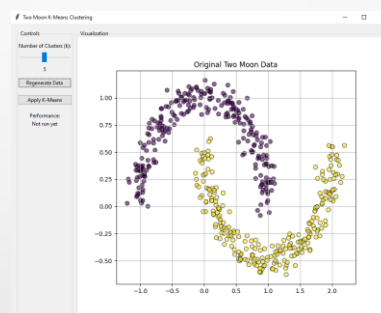 Two Moon K-Means Clustering
Controls
Number of Clusters (k):
5
Regenerate Data
Apply K-Means
Performance:
Not run yet
Visualization
Original Two Moon Data
1.00
0.75
0.50
0.25
0.00
−0.25
−0.50
−1.0 −0.5 0.0 0.5 1.0 1.5 2.0